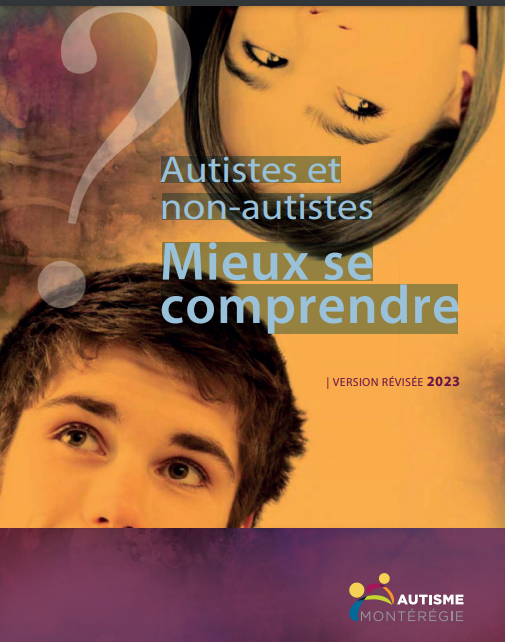 ?
Autistes et
non-autistes
Mieux se
comprendre
| VERSION RÉVISÉE 2023
AUTISME
MONTÉRÉGIE